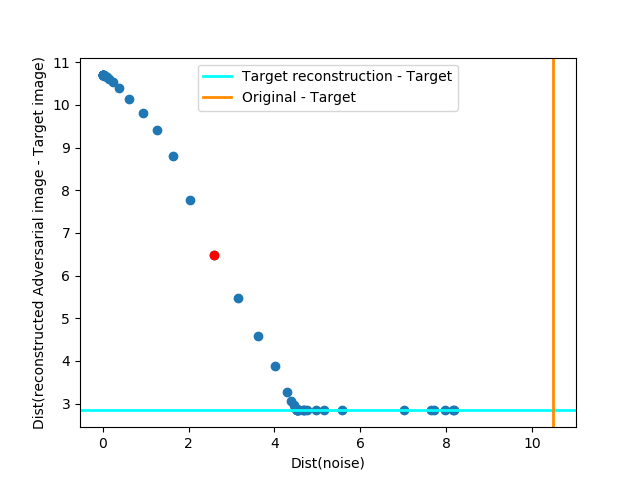 Target reconstruction - Target
Original - Target
Dist(reconstructed Adversarial image - Target image)
11
10
9
8
7
6
5
4
3
0 2 4 6 8 10
Dist(noise)